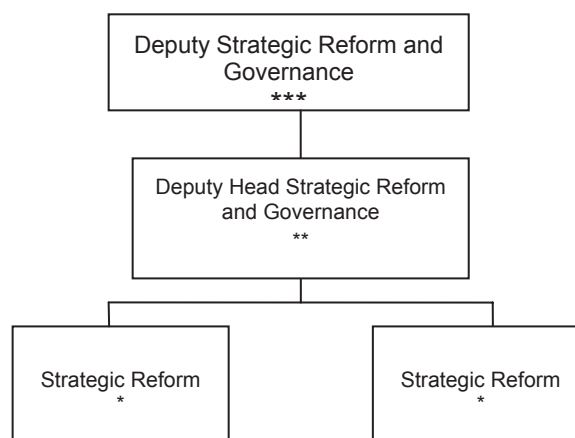 Deputy Strategic Reform and
Governance
***
Deputy Head Strategic Reform
and Governance
**
Strategic Reform
*
Strategic Reform
*